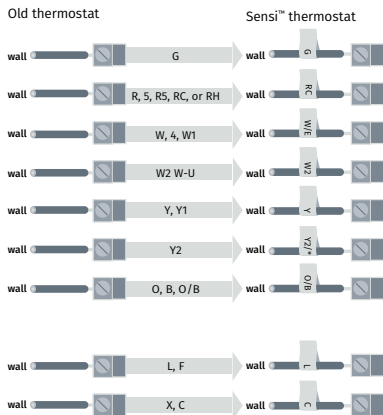 Old thermostat Sensi™ thermostat
wall G wall G
wall R, 5, R5, RC, or RH wall RC
wall W, 4, W1 wall W/E
wall W2 W-U wall W2
wall Y, Y1 wall Y
wall Y2 wall Y2/*
wall O, B, O/B wall O/B
wall L, F wall L
wall X, C wall C